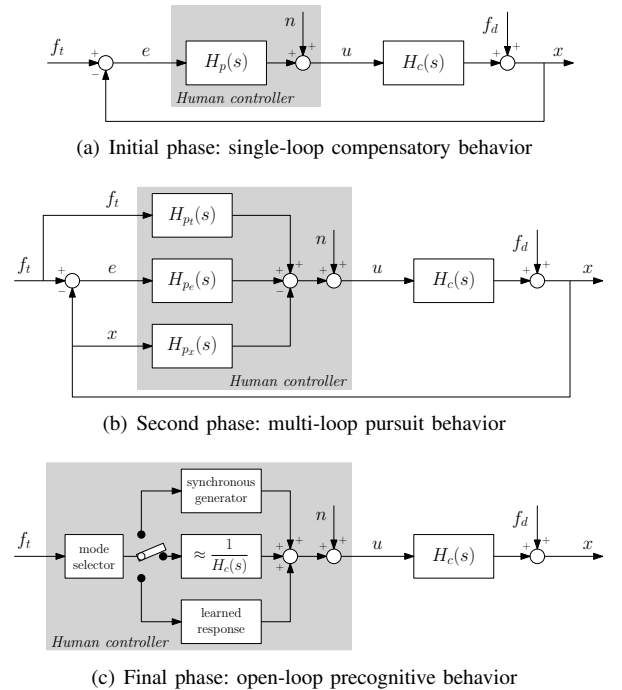 n
f_t
+
−
e
H_p(s)
+
+
u
H_c(s)
f_d
+
+
x
Human controller
(a) Initial phase: single-loop compensatory behavior
f_t
H_{p_t}(s)
n
f_d
f_t
+
−
e
H_{p_e}(s)
+
+
−
+
+
u
H_c(s)
+
+
x
x
H_{p_x}(s)
Human controller
(b) Second phase: multi-loop pursuit behavior
synchronous
generator
n
f_d
f_t
mode
selector
≈ 1/H_c(s)
+
+
+
+
+
u
H_c(s)
+
+
x
learned
response
Human controller
(c) Final phase: open-loop precognitive behavior